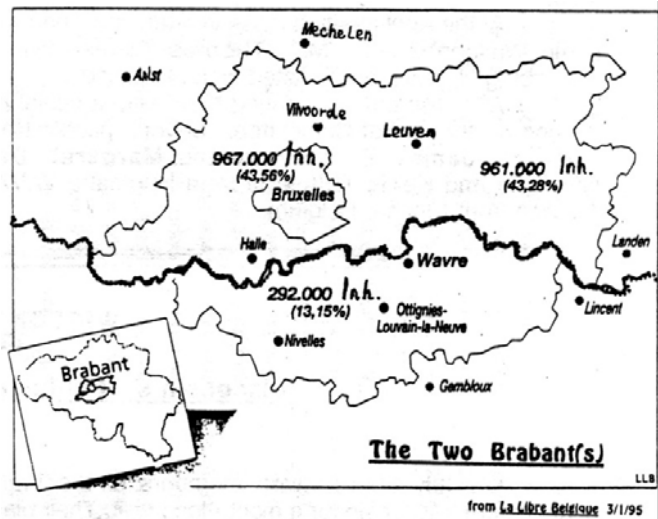 Mechelen
Aalst
Vilvoorde
Leuven
967.000 Inh.
(43,56%)
961.000 Inh.
(43,28%)
Bruxelles
Halle
Landen
Wavre
292.000 Inh.
(13,15%)
Ottignies-
Louvain-la-Neuve
Lincent
Nivelles
Gembloux
Brabant
The Two Brabant(s)
LLB
from La Libre Belgique 3/1/95